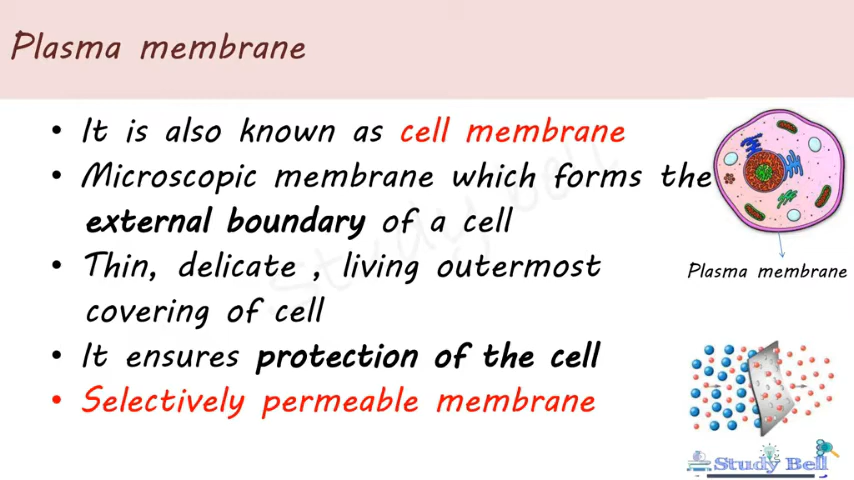 Plasma membrane
• It is also known as cell membrane
• Microscopic membrane which forms the
external boundary of a cell
• Thin, delicate , living outermost
covering of cell
• It ensures protection of the cell
• Selectively permeable membrane
Plasma membrane
Study Bell
Study bell